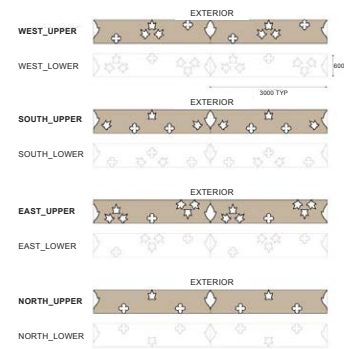 EXTERIOR
WEST_UPPER
WEST_LOWER
600
3000 TYP
EXTERIOR
SOUTH_UPPER
SOUTH_LOWER
EXTERIOR
EAST_UPPER
EAST_LOWER
EXTERIOR
NORTH_UPPER
NORTH_LOWER